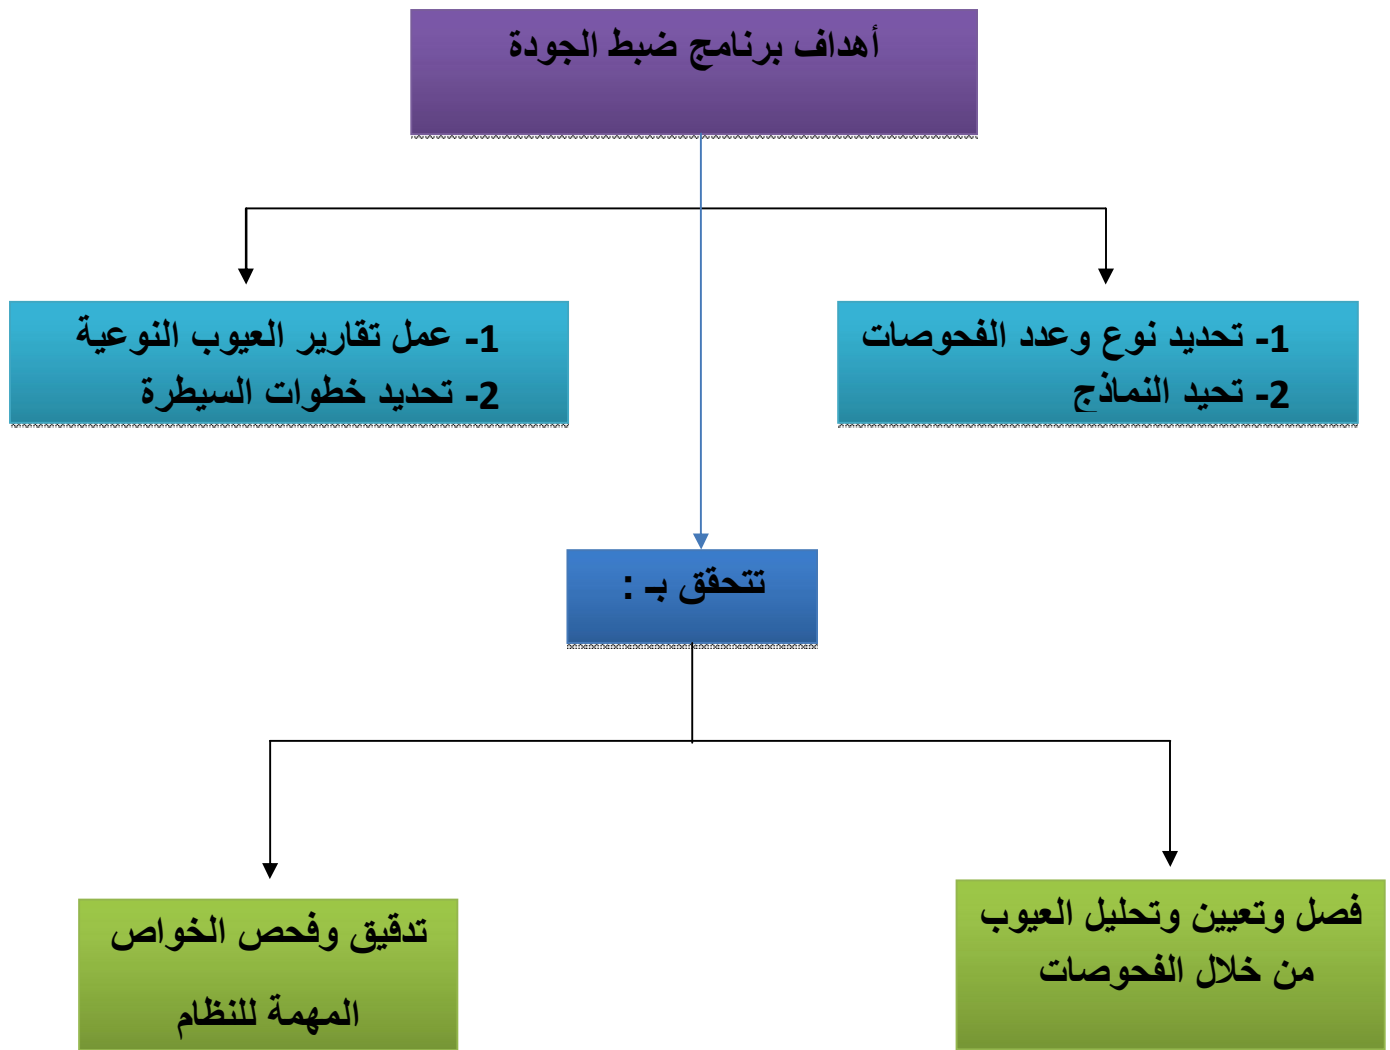 أهداف برنامج ضبط الجودة
1- تحديد نوع وعدد الفحوصات
2- تحيد النماذج
1- عمل تقارير العيوب النوعية
2- تحديد خطوات السيطرة
تتحقق بـ :
فصل وتعيين وتحليل العيوب
من خلال الفحوصات
تدقيق وفحص الخواص
المهمة للنظام